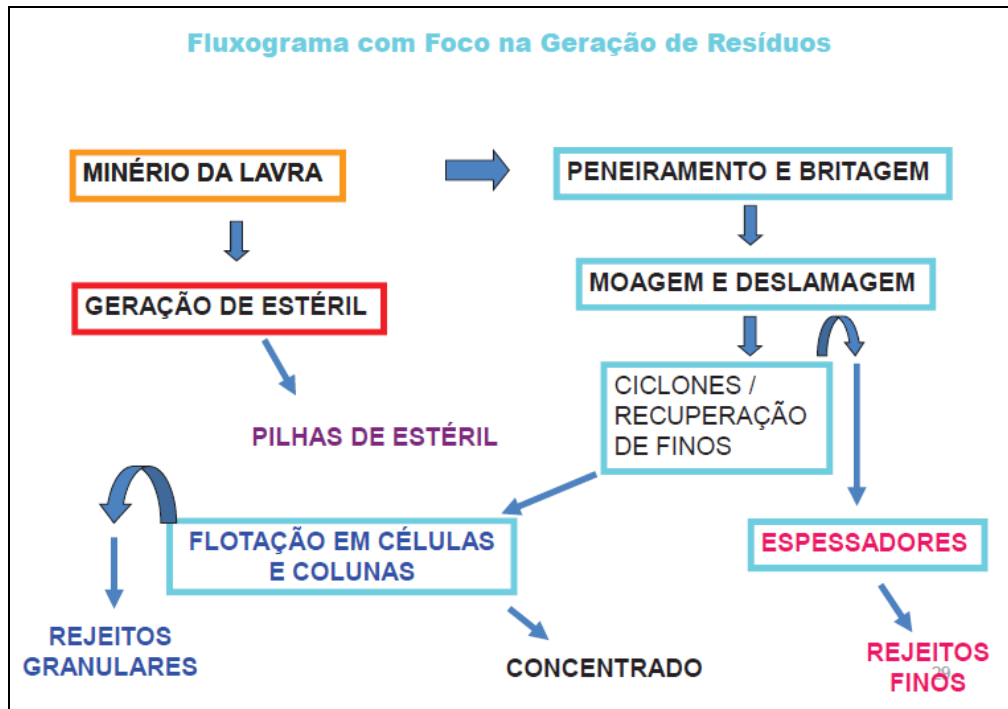 Fluxograma com Foco na Geração de Resíduos
MINÉRIO DA LAVRA
PENEIRAMENTO E BRITAGEM
GERAÇÃO DE ESTÉRIL
MOAGEM E DESLAMAGEM
CICLONES /
RECUPERAÇÃO
DE FINOS
PILHAS DE ESTÉRIL
FLOTAÇÃO EM CÉLULAS
E COLUNAS
ESPESSADORES
REJEITOS
GRANULARES
CONCENTRADO
REJEITOS
FINOS
29